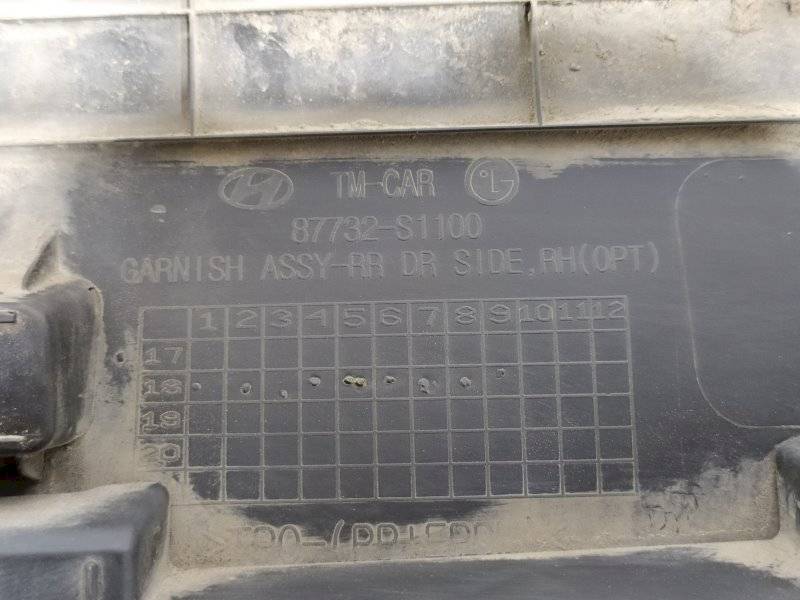 TM-CAR LG
87732-S1100
GARNISH ASSY-RR DR SIDE,RH(OPT)
1 2 3 4 5 6 7 8 9 10 11 12
17
18
19
20